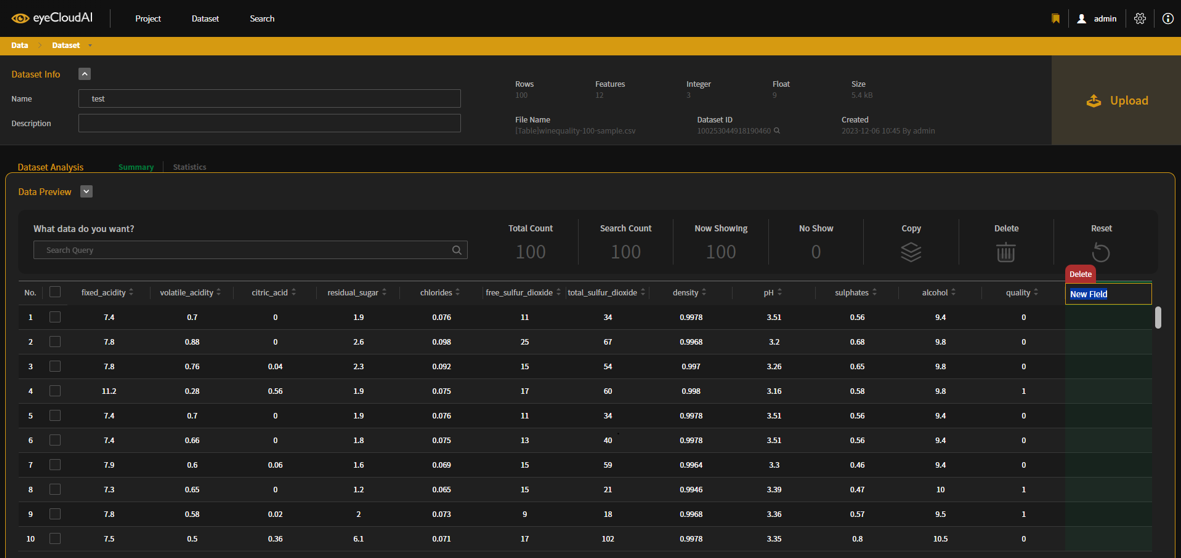 eyeCloudAI Project Dataset Search admin
Data > Dataset
Dataset Info
Name test
Description
Rows Features Integer Float Size
100 12 3 9 5.4 kB
File Name Dataset ID Created
[Table]winequality-100-sample.csv 100253044918190460 2023-12-06 10:45 By admin
Upload
Dataset Analysis Summary Statistics
Data Preview
What data do you want?
Search Query
Total Count Search Count Now Showing No Show Copy Delete Reset
100 100 100 0
Delete
No. fixed_acidity volatile_acidity citric_acid residual_sugar chlorides free_sulfur_dioxide total_sulfur_dioxide density pH sulphates alcohol quality New Field
1 7.4 0.7 0 1.9 0.076 11 34 0.9978 3.51 0.56 9.4 0
2 7.8 0.88 0 2.6 0.098 25 67 0.9968 3.2 0.68 9.8 0
3 7.8 0.76 0.04 2.3 0.092 15 54 0.997 3.26 0.65 9.8 0
4 11.2 0.28 0.56 1.9 0.075 17 60 0.998 3.16 0.58 9.8 1
5 7.4 0.7 0 1.9 0.076 11 34 0.9978 3.51 0.56 9.4 0
6 7.4 0.66 0 1.8 0.075 13 40 0.9978 3.51 0.56 9.4 0
7 7.9 0.6 0.06 1.6 0.069 15 59 0.9964 3.3 0.46 9.4 0
8 7.3 0.65 0 1.2 0.065 15 21 0.9946 3.39 0.47 10 1
9 7.8 0.58 0.02 2 0.073 9 18 0.9968 3.36 0.57 9.5 1
10 7.5 0.5 0.36 6.1 0.071 17 102 0.9978 3.35 0.8 10.5 0